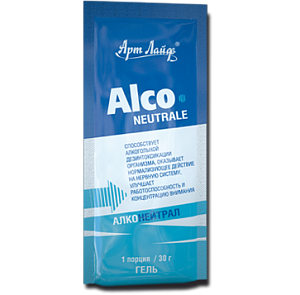 Арт Лайф
Alco
NEUTRALE
СПОСОБСТВУЕТ
АЛКОГОЛЬНОЙ
ДЕЗИНТОКСИКАЦИИ
ОРГАНИЗМА, ОКАЗЫВАЕТ
НОРМАЛИЗУЮЩЕЕ ДЕЙСТВИЕ
НА НЕРВНУЮ СИСТЕМУ,
УЛУЧШАЕТ
РАБОТОСПОСОБНОСТЬ И
КОНЦЕНТРАЦИЮ ВНИМАНИЯ
АЛКОНЕЙТРАЛ
1 порция / 30 г
ГЕЛЬ